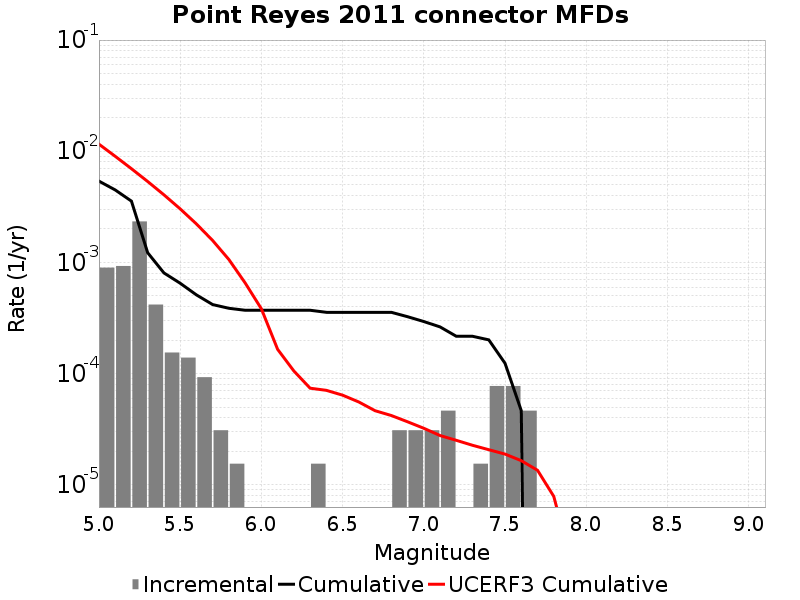 Point Reyes 2011 connector MFDs
10-1
10-2
10-3
10-4
10-5
Rate (1/yr)
5.0 5.5 6.0 6.5 7.0 7.5 8.0 8.5 9.0
Magnitude
Incremental Cumulative UCERF3 Cumulative